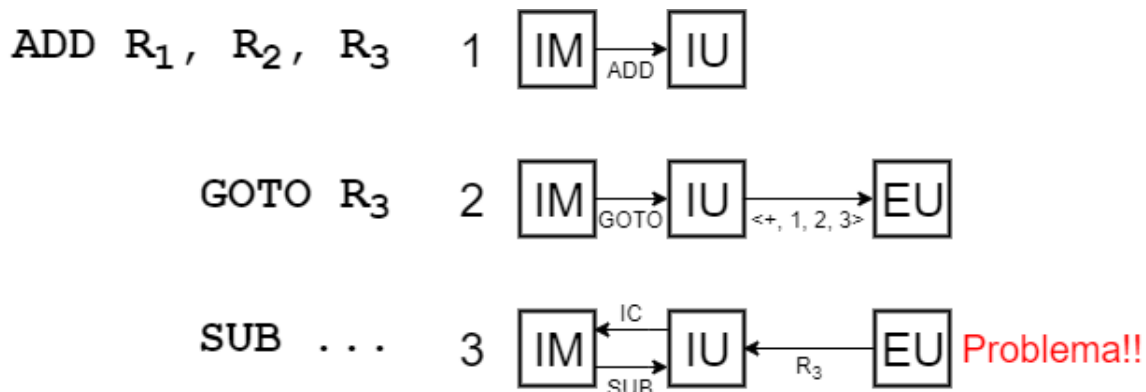 ADD R₁, R₂, R₃ 1 IM ADD IU
GOTO R₃ 2 IM GOTO IU <+, 1, 2, 3> EU
SUB ... 3 IM IC SUB IU R₃ EU Problema!!